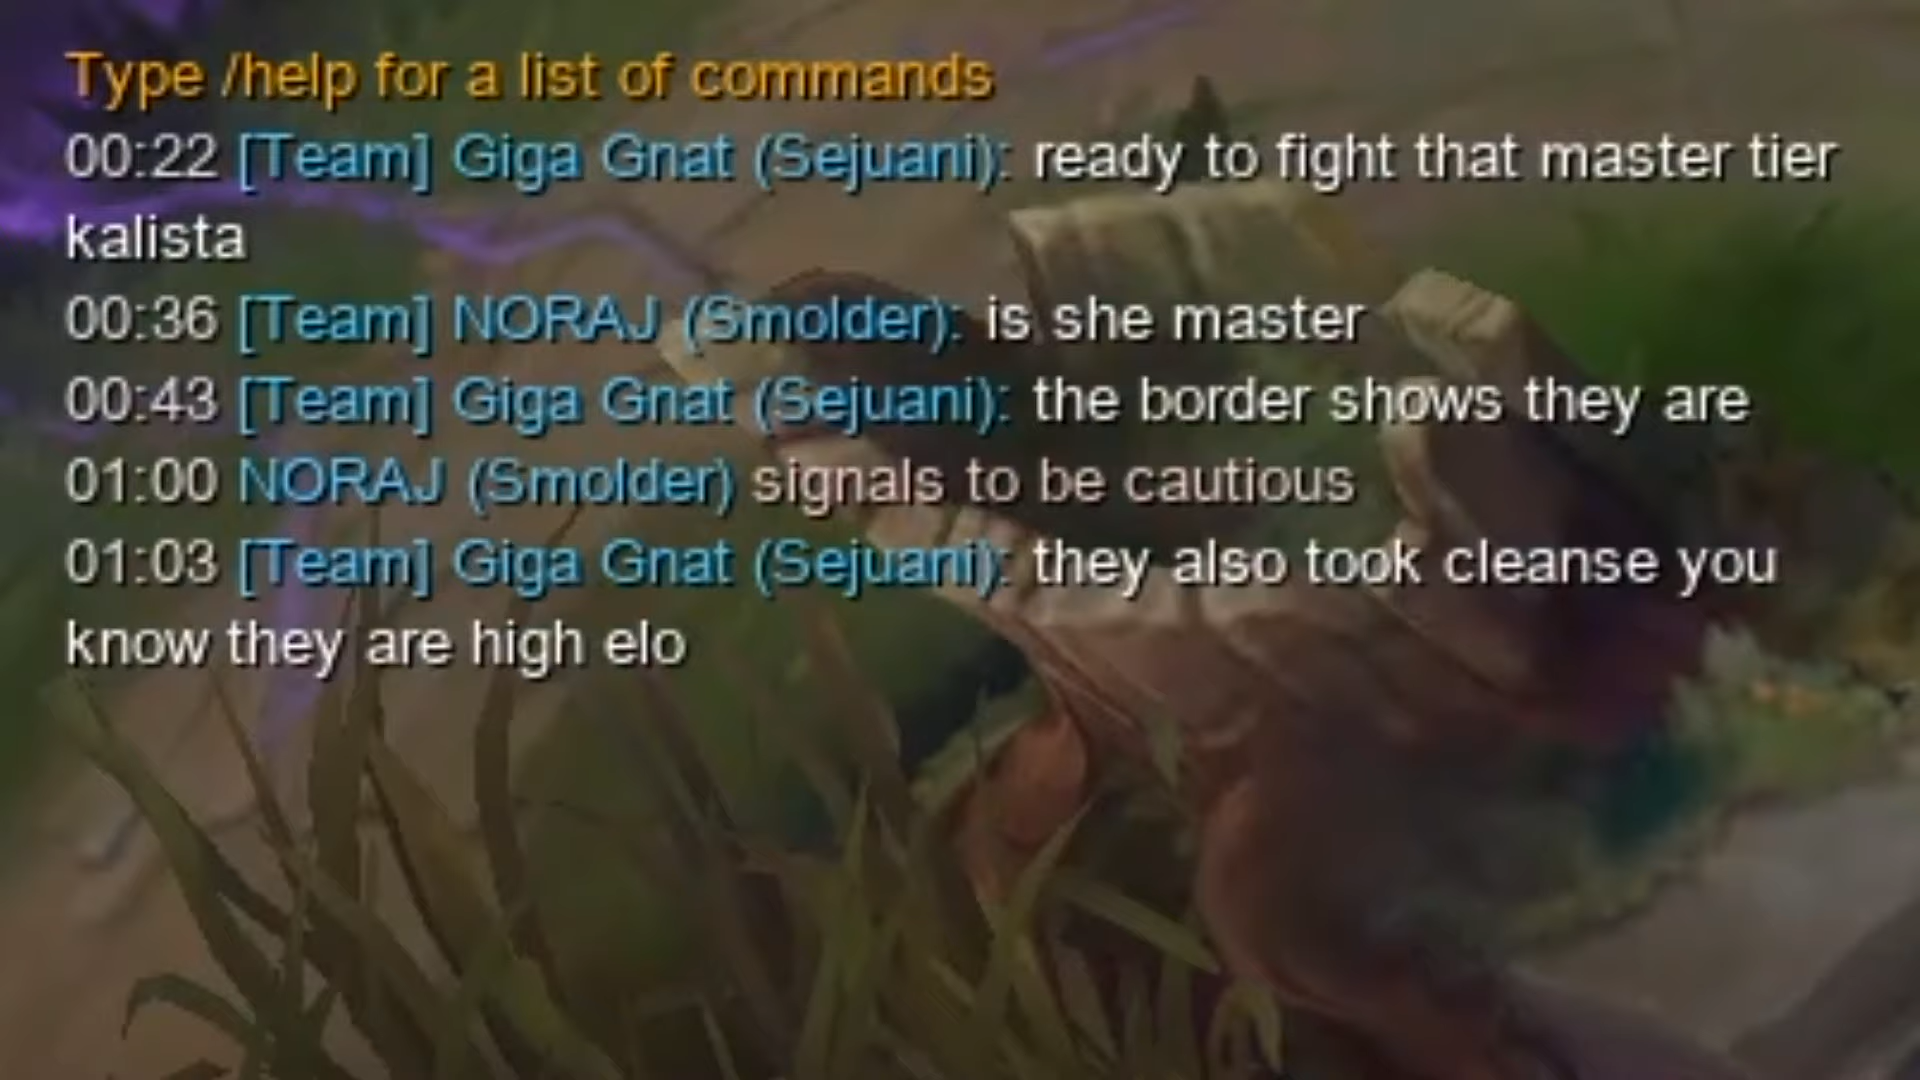 Type /help for a list of commands
00:22 [Team] Giga Gnat (Sejuani): ready to fight that master tier
kalista
00:36 [Team] NORAJ (Smolder): is she master
00:43 [Team] Giga Gnat (Sejuani): the border shows they are
01:00 NORAJ (Smolder) signals to be cautious
01:03 [Team] Giga Gnat (Sejuani): they also took cleanse you
know they are high elo